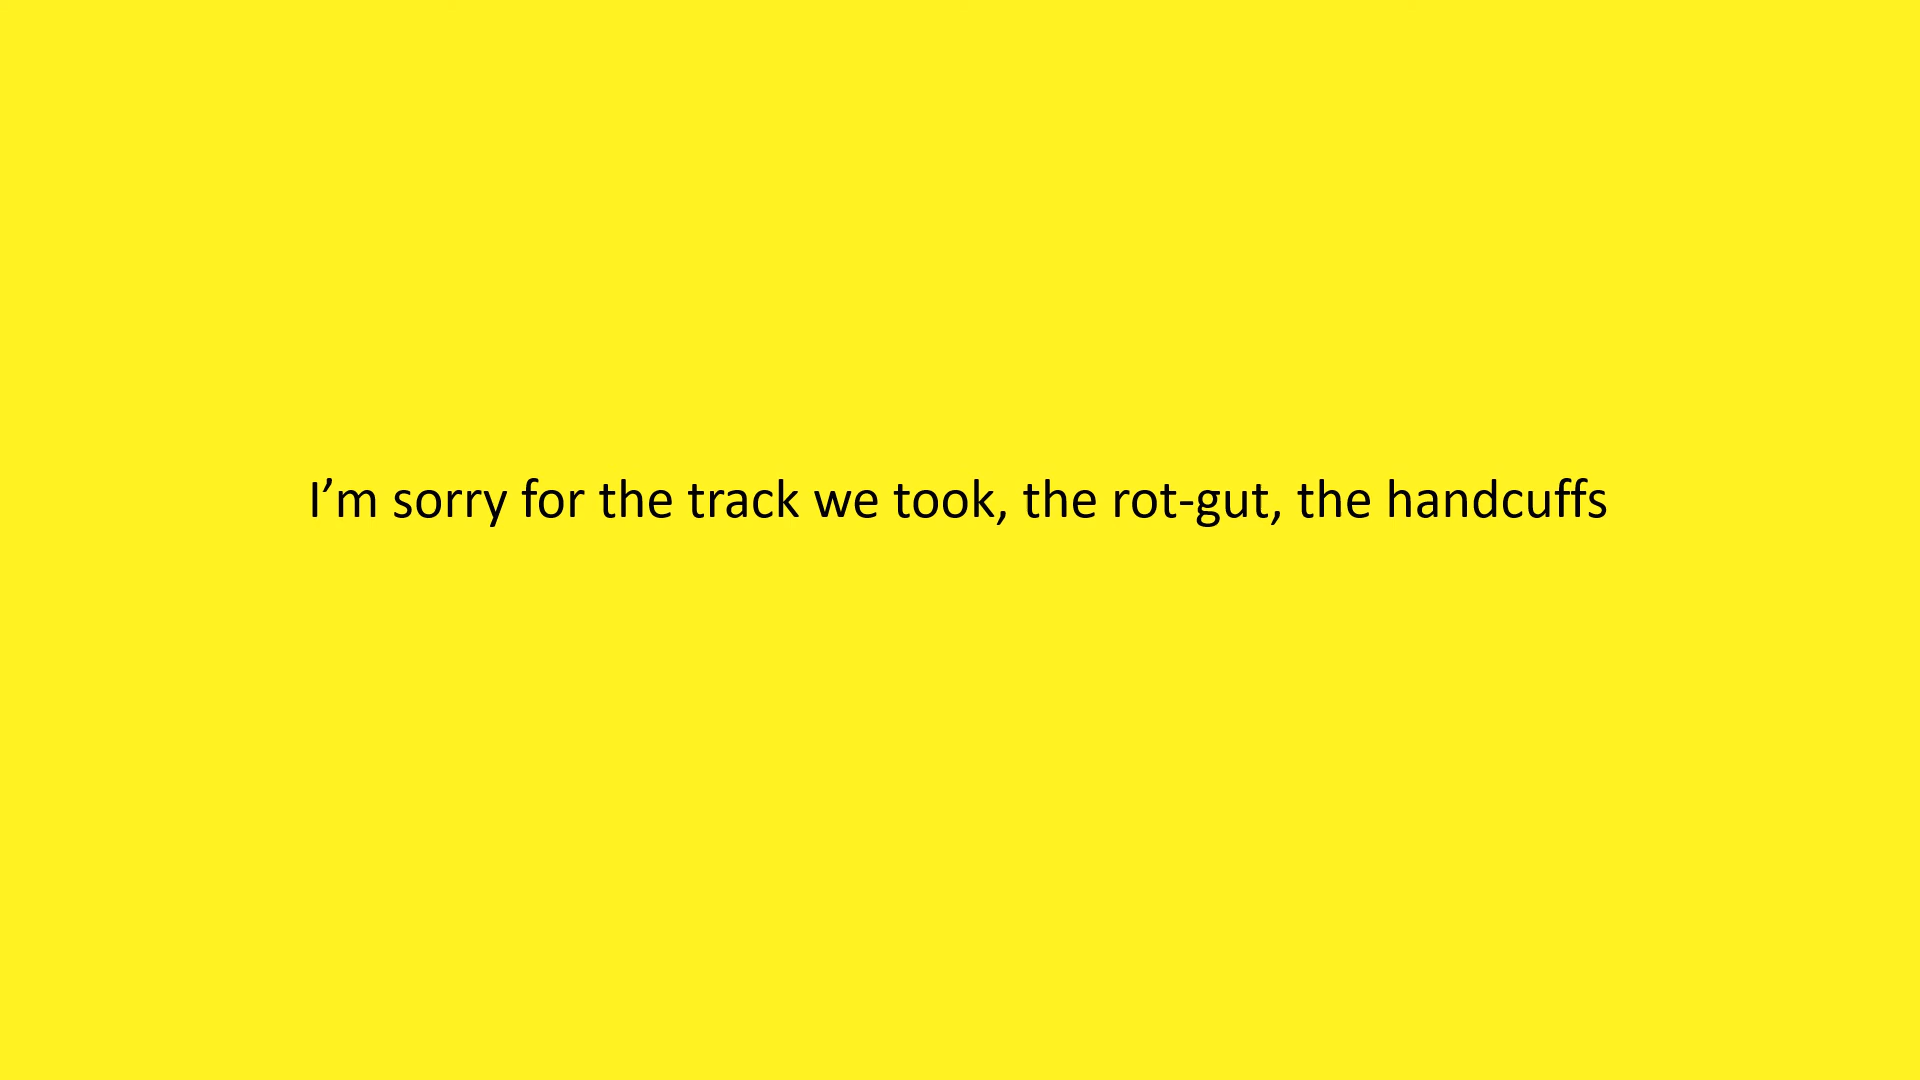 I’m sorry for the track we took, the rot-gut, the handcuffs